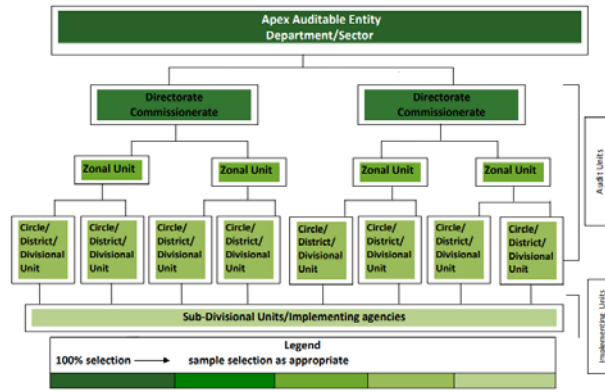 Apex Auditable Entity
Department/Sector
Directorate
Commissionerate
Directorate
Commissionerate
Zonal Unit
Zonal Unit
Zonal Unit
Zonal Unit
Circle/
District/
Divisional
Unit
Circle/
District/
Divisional
Unit
Circle/
District/
Divisional
Unit
Circle/
District/
Divisional
Unit
Circle/
District/
Divisional
Unit
Circle/
District/
Divisional
Unit
Circle/
District/
Divisional
Unit
Circle/
District/
Divisional
Unit
Audit Units
Sub-Divisional Units/Implementing agencies
Implementing Units
Legend
100% selection sample selection as appropriate